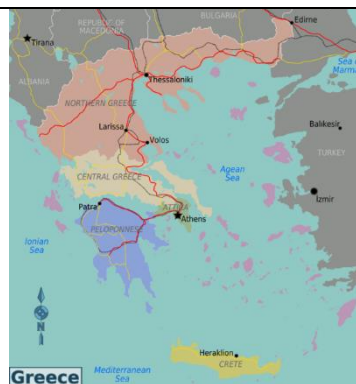 REPUBLIC OF
MACEDONIA
BULGARIA
Edirne
Tirana
Sea of
Marmara
ALBANIA
Thessaloniki
NORTHERN GREECE
Larissa
Volos
Balıkesir
Aegean
Sea
TURKEY
CENTRAL GREECE
Patra
ATTICA
İzmir
Athens
Ionian
Sea
PELOPONNESE
N
Heraklion
CRETE
Mediterranean
Sea
Greece